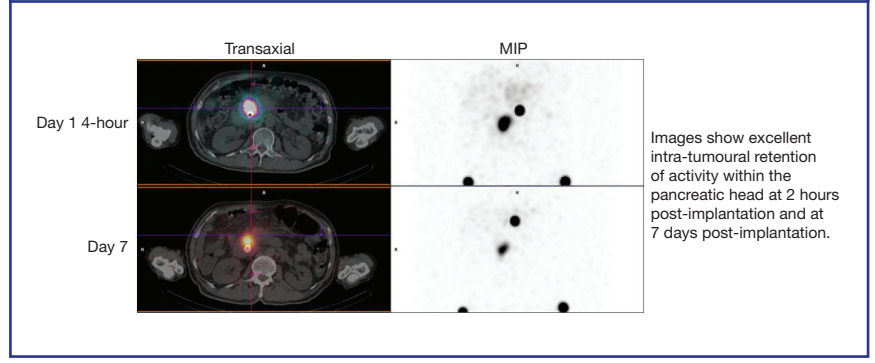 Transaxial
MIP
Day 1 4-hour
Day 7
Images show excellent
intra-tumoural retention
of activity within the
pancreatic head at 2 hours
post-implantation and at
7 days post-implantation.
A
H
R
R
A
H
R
R